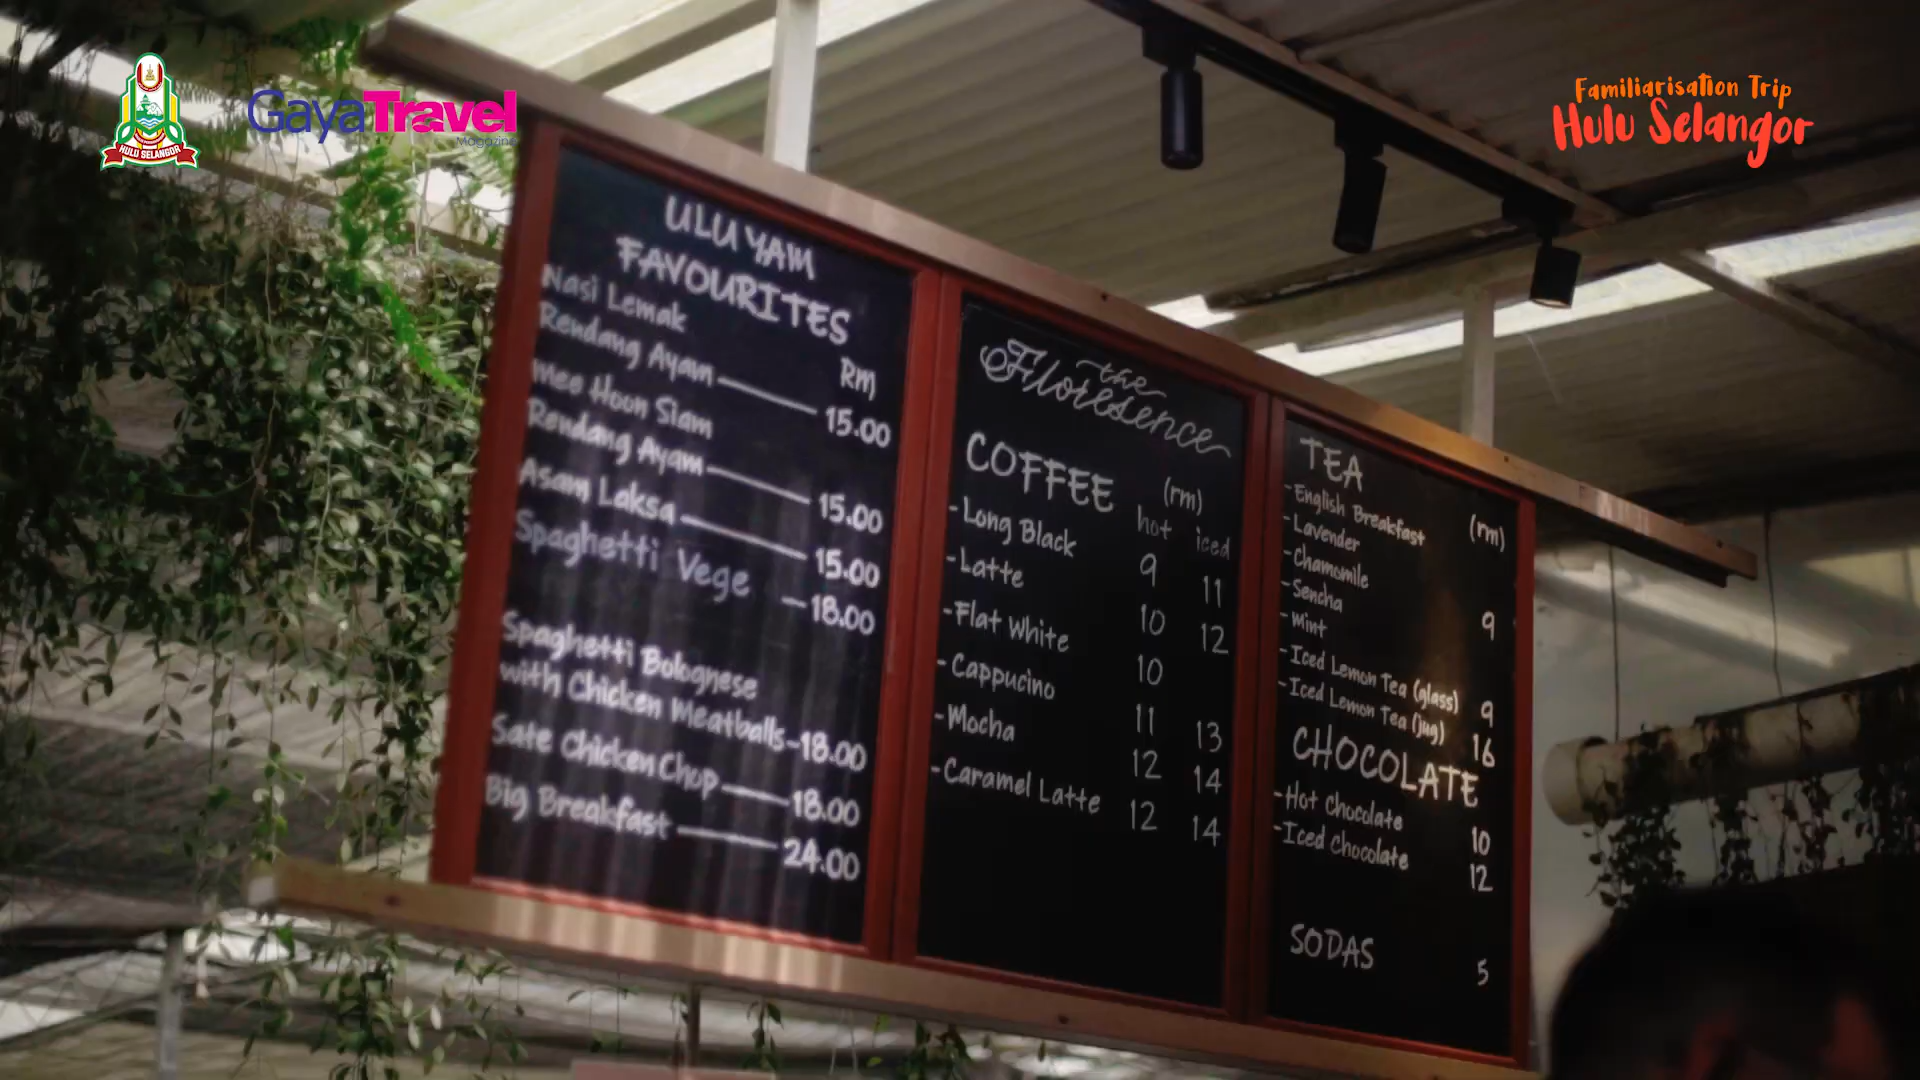 HULU SELANGOR
GayaTravel
Magazine
Familiarisation Trip
Hulu Selangor
ULU YAM
FAVOURITES
RM
Nasi Lemak
Rendang Ayam 15.00
Mee Hoon Siam
Rendang Ayam 15.00
Asam Laksa 15.00
Spaghetti Vege -18.00
Spaghetti Bolognese
with Chicken Meatballs-18.00
Sate Chicken Chop 18.00
Big Breakfast 24.00
the
Floresence
COFFEE (rm)
hot iced
-Long Black 9 11
-Latte 10 12
-Flat White 10
-Cappucino 11 13
-Mocha 12 14
-Caramel Latte 12 14
TEA
(rm)
-English Breakfast
-Lavender
-Chamomile
-Sencha 9
-Mint
-Iced Lemon Tea (glass) 9
-Iced Lemon Tea (jug) 16
CHOCOLATE
-Hot Chocolate 10
-Iced Chocolate 12
SODAS 5